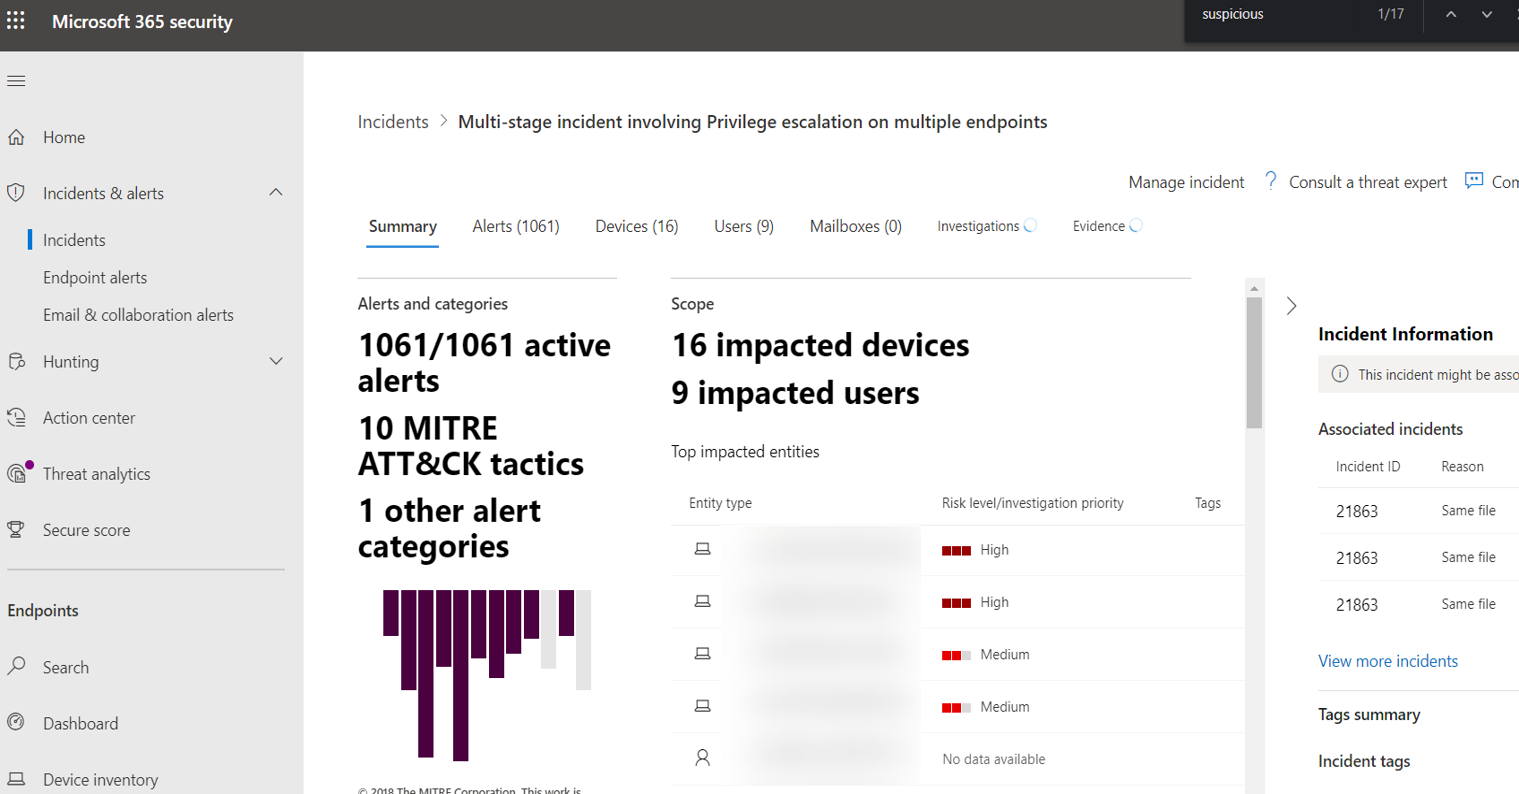 Microsoft 365 security
suspicious 1/17
Home
Incidents & alerts
Incidents
Endpoint alerts
Email & collaboration alerts
Hunting
Action center
Threat analytics
Secure score
Endpoints
Search
Dashboard
Device inventory
Incidents > Multi-stage incident involving Privilege escalation on multiple endpoints
Manage incident ? Consult a threat expert Com
Summary Alerts (1061) Devices (16) Users (9) Mailboxes (0) Investigations Evidence
Alerts and categories
1061/1061 active
alerts
10 MITRE
ATT&CK tactics
1 other alert
categories
© 2018 The MITRE Corporation. This work is
Scope
16 impacted devices
9 impacted users
Top impacted entities
Entity type Risk level/investigation priority Tags
High
High
Medium
Medium
No data available
Incident Information
This incident might be asso
Associated incidents
Incident ID Reason
21863 Same file
21863 Same file
21863 Same file
View more incidents
Tags summary
Incident tags